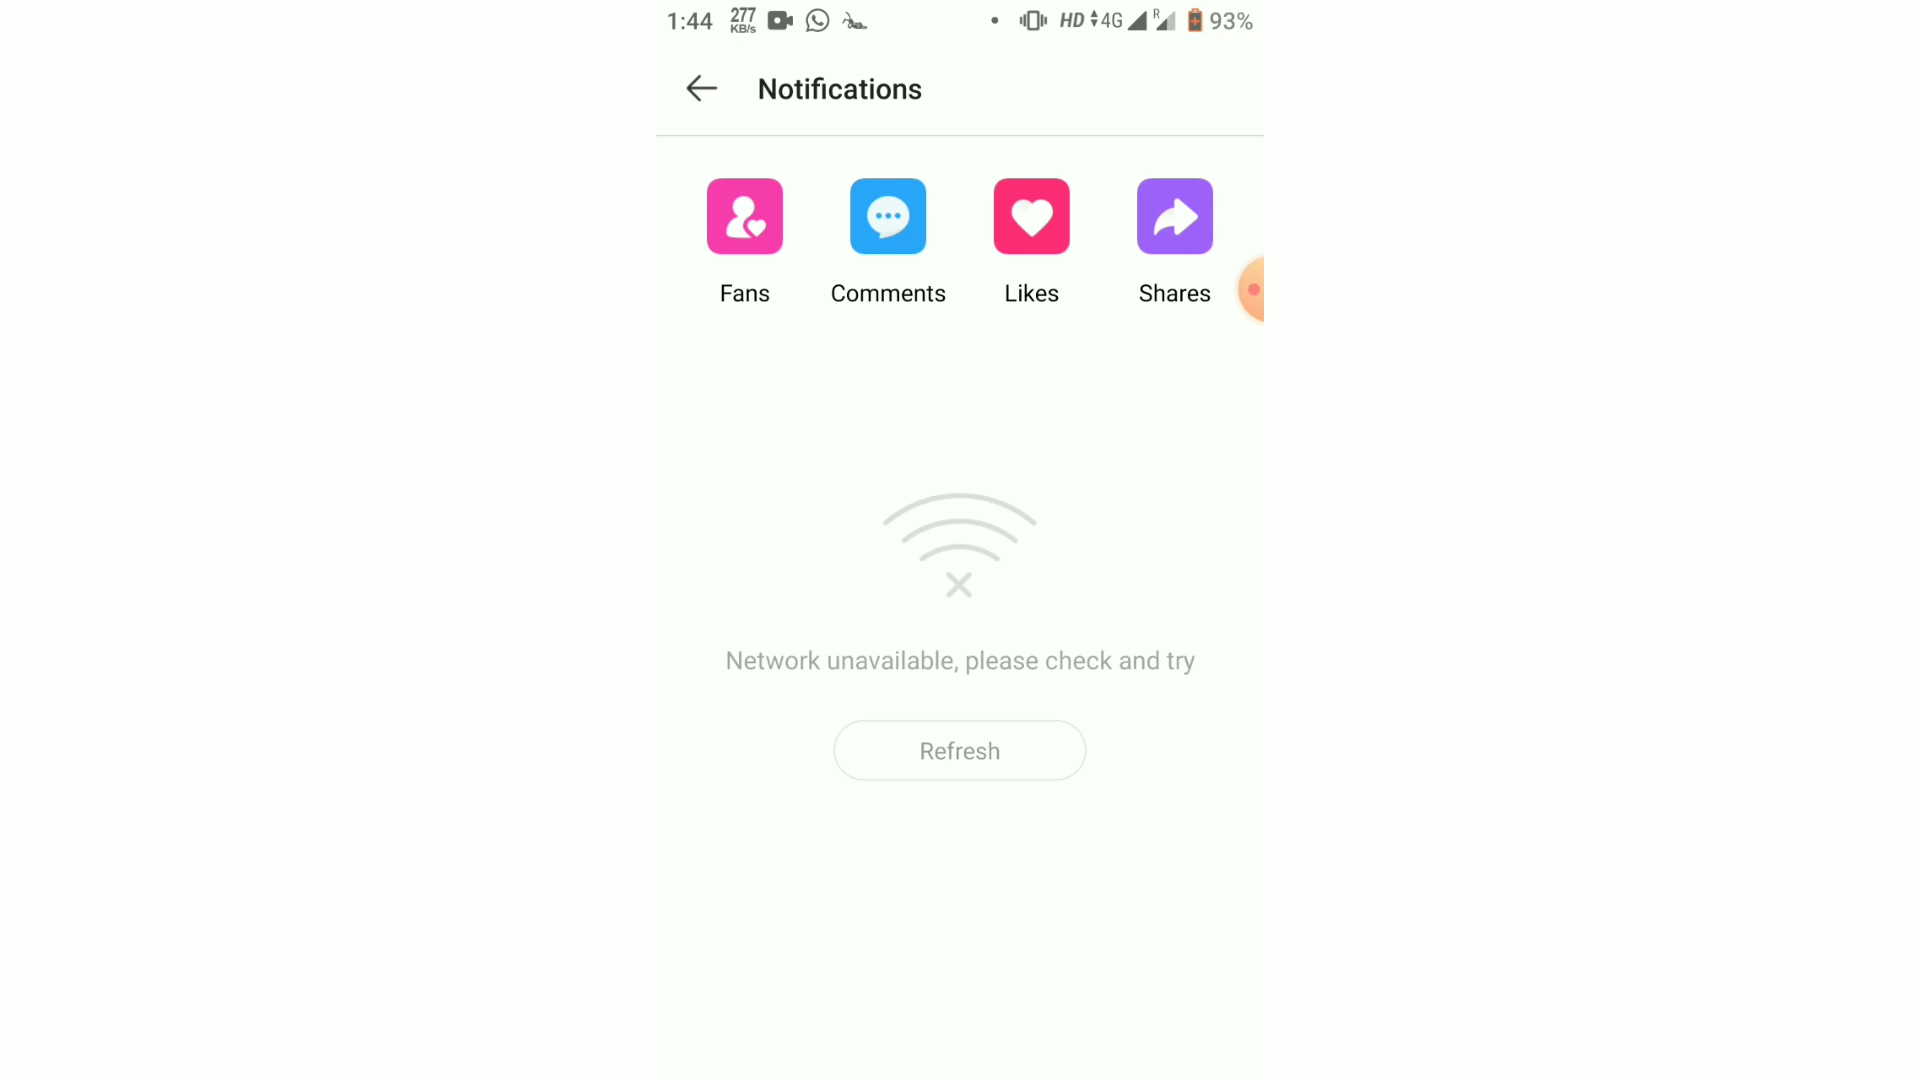 1:44 277 KB/s HD 4G R 93%
Notifications
Fans Comments Likes Shares
Network unavailable, please check and try
Refresh